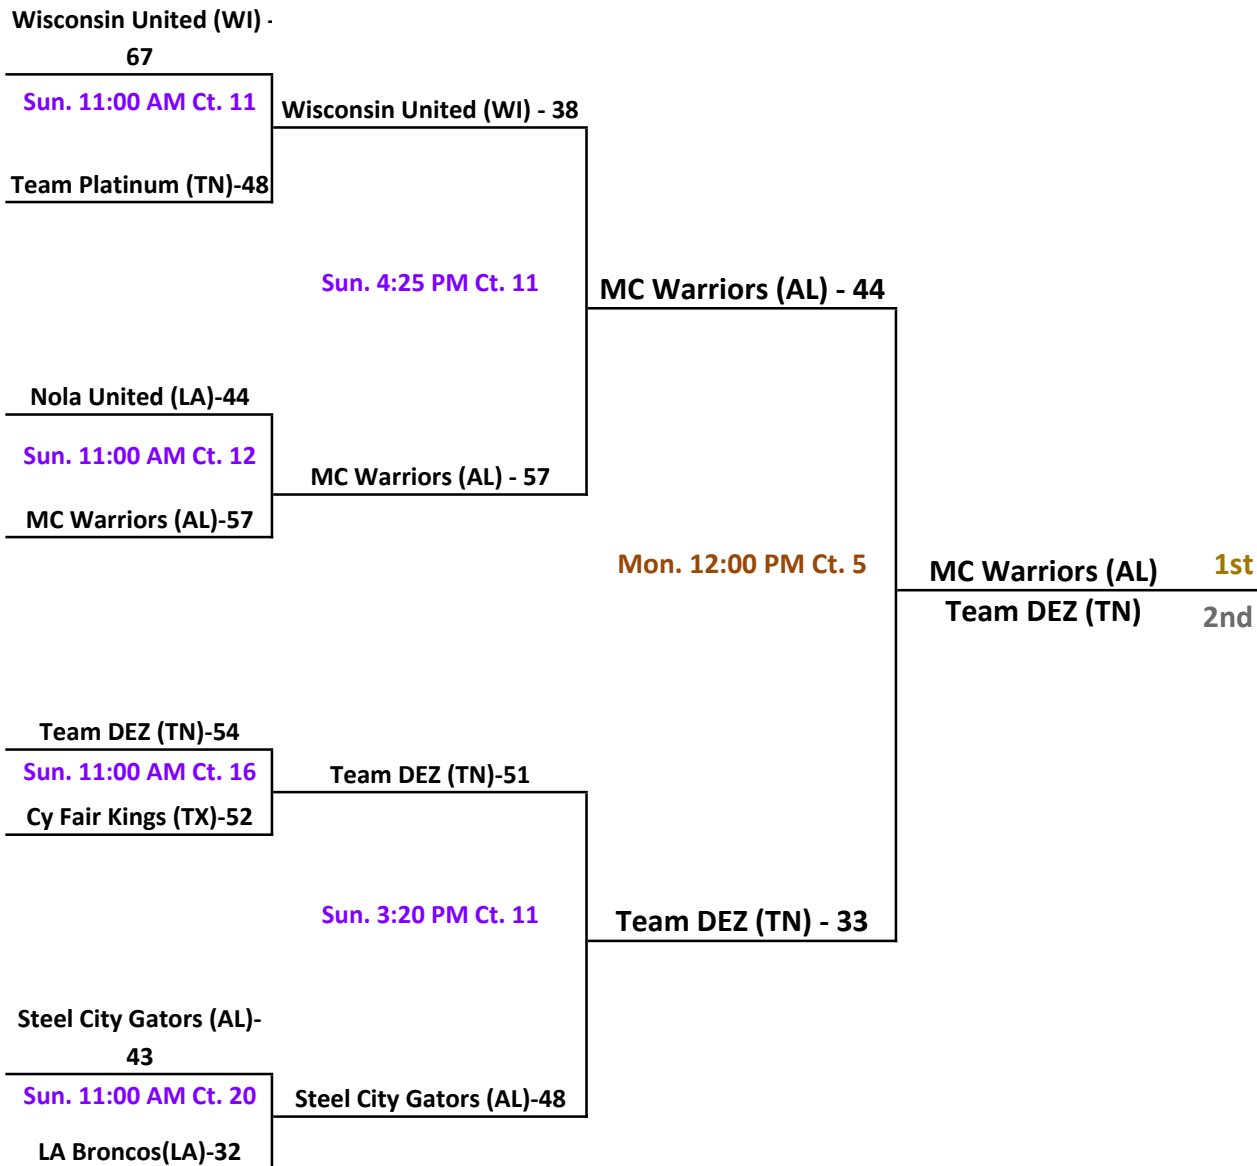 Wisconsin United (WI) -
67
Sun. 11:00 AM Ct. 11
Wisconsin United (WI) - 38
Team Platinum (TN)-48
Sun. 4:25 PM Ct. 11
MC Warriors (AL) - 44
Nola United (LA)-44
Sun. 11:00 AM Ct. 12
MC Warriors (AL) - 57
MC Warriors (AL)-57
Mon. 12:00 PM Ct. 5
MC Warriors (AL)
1st
Team DEZ (TN)
2nd
Team DEZ (TN)-54
Sun. 11:00 AM Ct. 16
Team DEZ (TN)-51
Cy Fair Kings (TX)-52
Sun. 3:20 PM Ct. 11
Team DEZ (TN) - 33
Steel City Gators (AL)-
43
Sun. 11:00 AM Ct. 20
Steel City Gators (AL)-48
LA Broncos(LA)-32